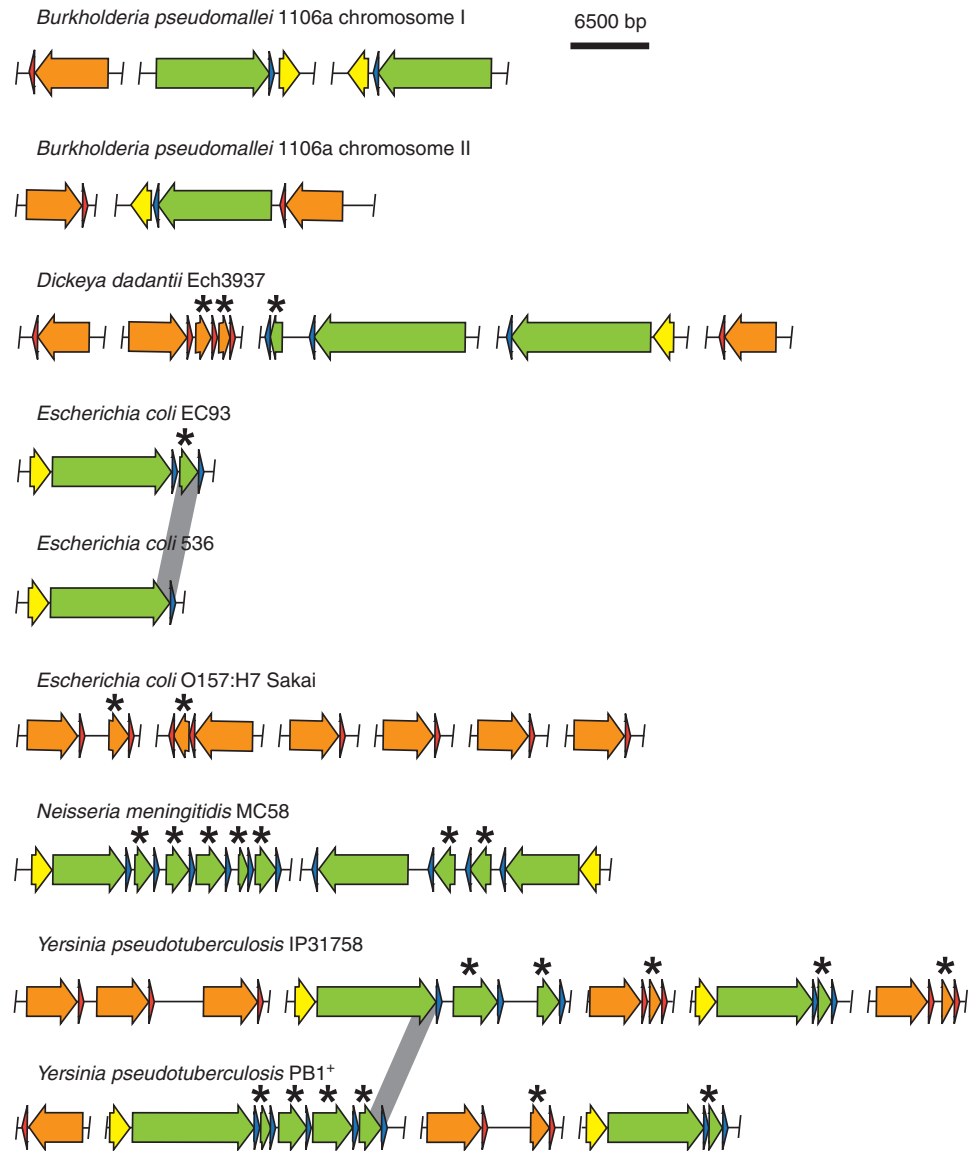 Burkholderia pseudomallei 1106a chromosome I
6500 bp
Burkholderia pseudomallei 1106a chromosome II
Dickeya dadantii Ech3937
* * *
Escherichia coli EC93
*
Escherichia coli 536
Escherichia coli O157:H7 Sakai
* *
Neisseria meningitidis MC58
* * * * * * *
Yersinia pseudotuberculosis IP31758
* * * * *
Yersinia pseudotuberculosis PB1⁺
* * * * * *